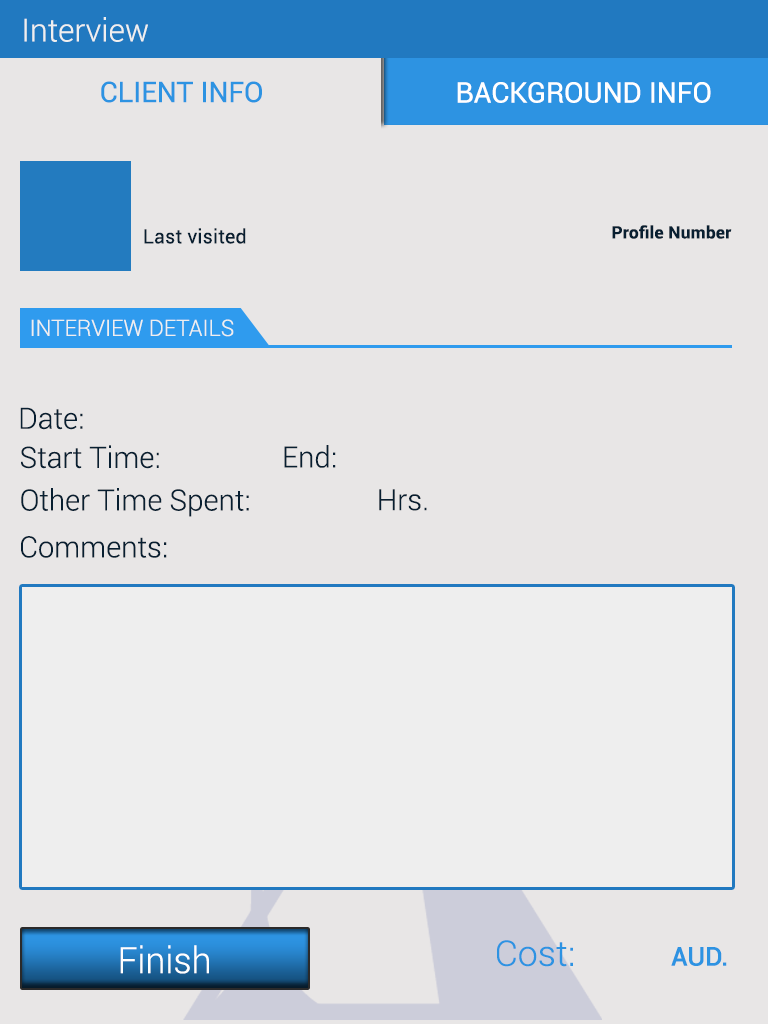 Interview
CLIENT INFO
BACKGROUND INFO
Last visited
Profile Number
INTERVIEW DETAILS
Date:
Start Time: End:
Other Time Spent: Hrs.
Comments:
Finish
Cost: AUD.